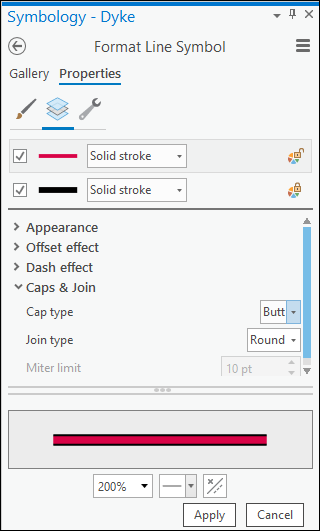 Symbology - Dyke
Format Line Symbol
Gallery Properties
Solid stroke
Solid stroke
Appearance
Offset effect
Dash effect
Caps & Join
Cap type Butt
Join type Round
Miter limit 10 pt
200%
Apply Cancel